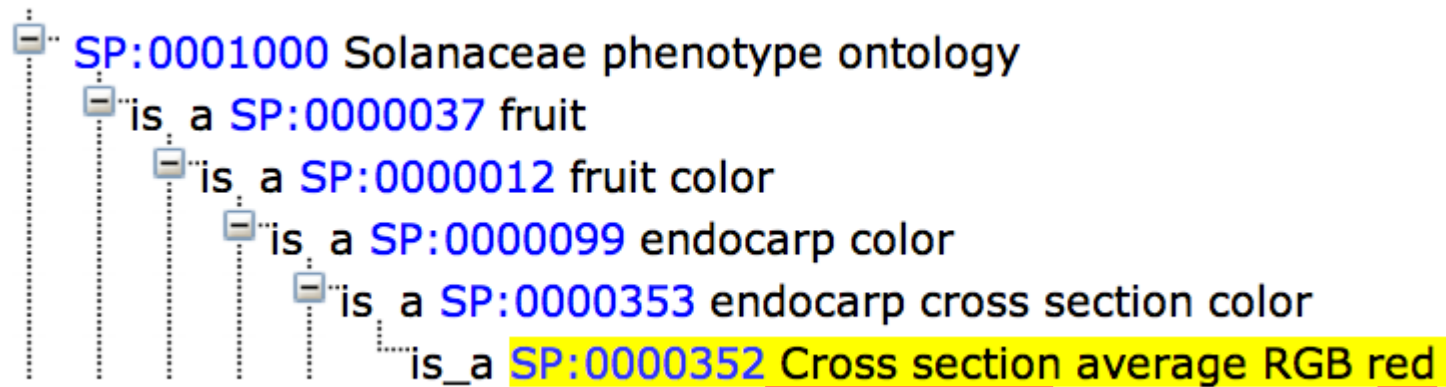 SP:0001000 Solanaceae phenotype ontology
is_a SP:0000037 fruit
is_a SP:0000012 fruit color
is_a SP:0000099 endocarp color
is_a SP:0000353 endocarp cross section color
is_a SP:0000352 Cross section average RGB red